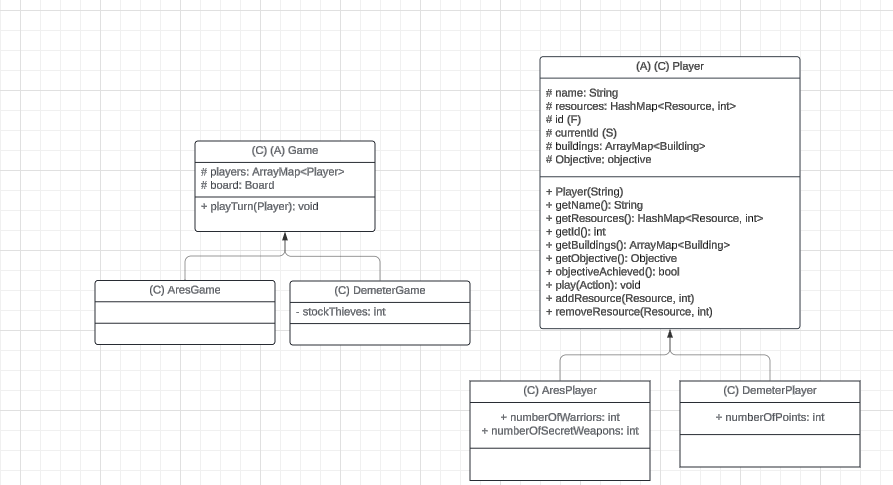 (C) (A) Game
# players: ArrayMap<Player>
# board: Board
+ playTurn(Player): void
(C) AresGame
(C) DemeterGame
- stockThieves: int
(A) (C) Player
# name: String
# resources: HashMap<Resource, int>
# id (F)
# currentId (S)
# buildings: ArrayMap<Building>
# Objective: objective
+ Player(String)
+ getName(): String
+ getResources(): HashMap<Resource, int>
+ getId(): int
+ getBuildings(): ArrayMap<Building>
+ getObjective(): Objective
+ objectiveAchieved(): bool
+ play(Action): void
+ addResource(Resource, int)
+ removeResource(Resource, int)
(C) AresPlayer
+ numberOfWarriors: int
+ numberOfSecretWeapons: int
(C) DemeterPlayer
+ numberOfPoints: int